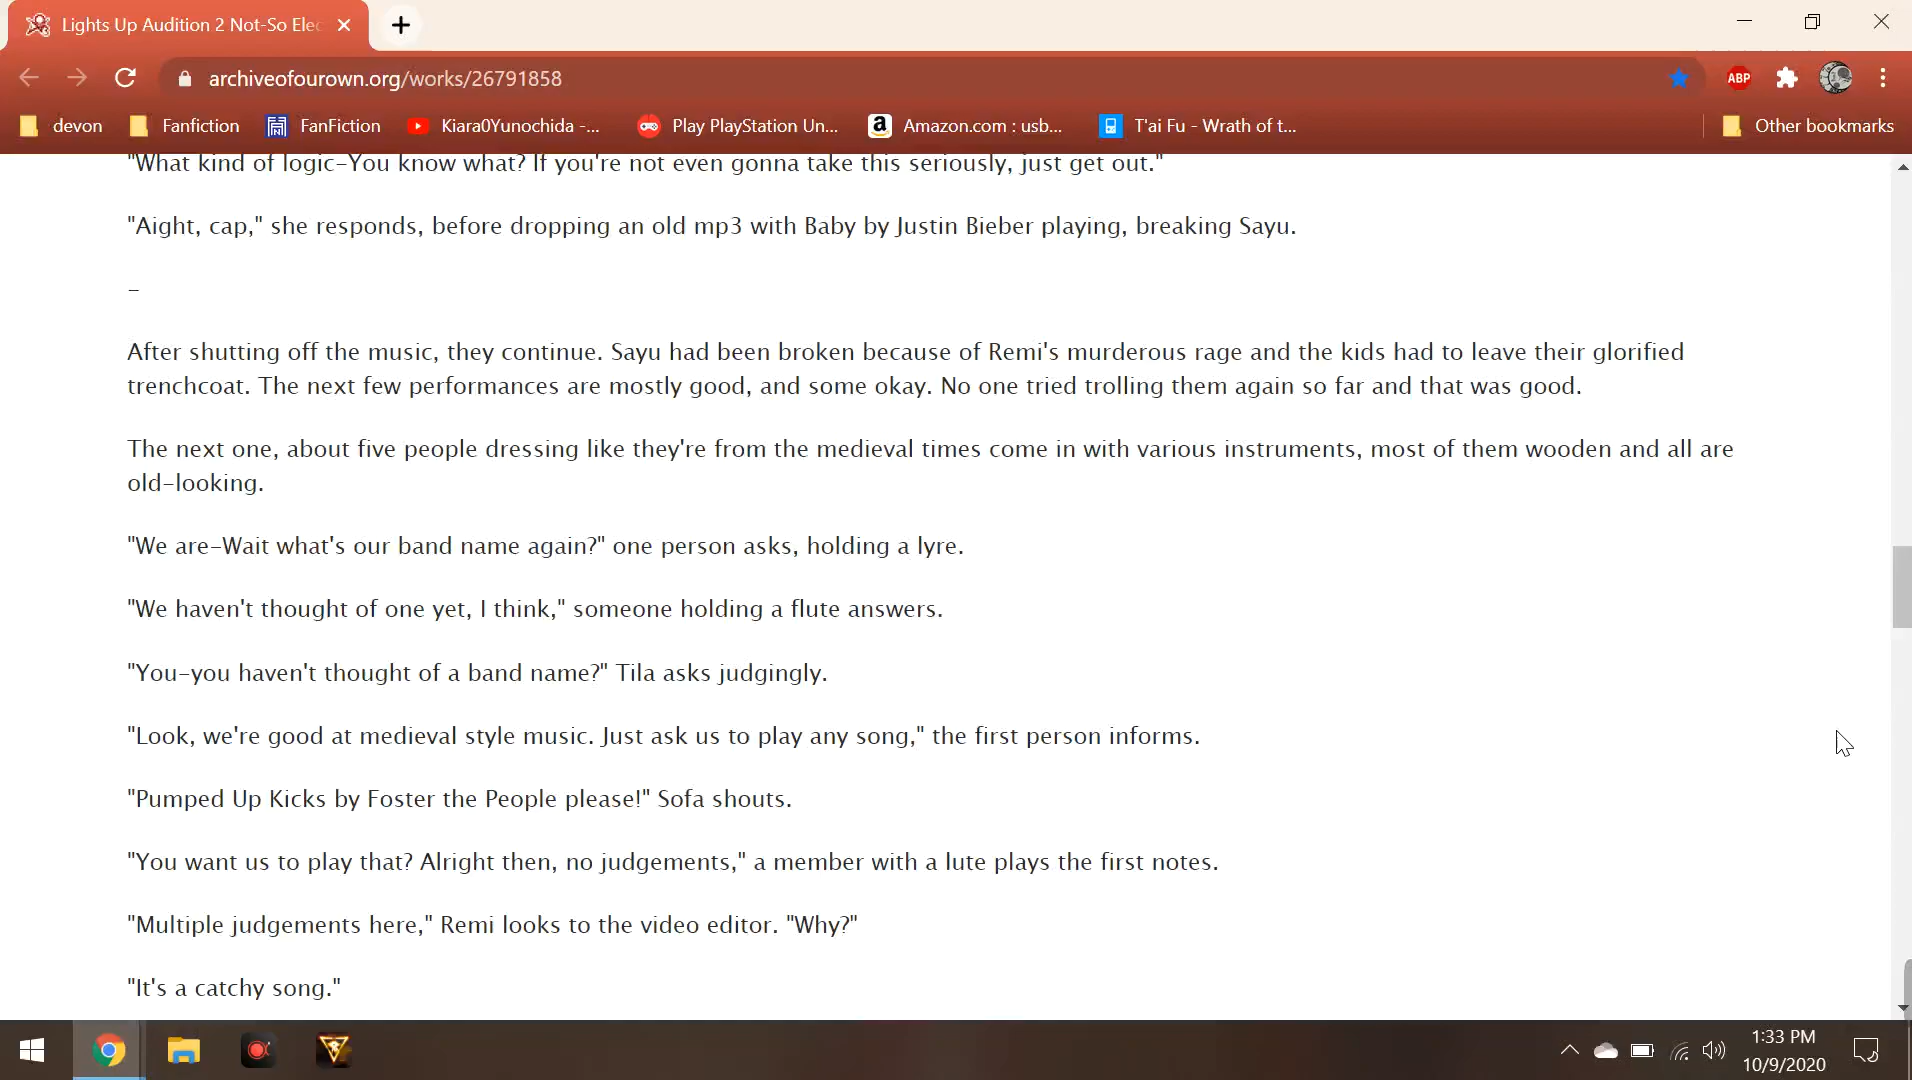 Lights Up Audition 2 Not-So Elec
archiveofourown.org/works/26791858
ABP
devon
Fanfiction
FanFiction
Kiara0Yunochida -...
Play PlayStation Un...
Amazon.com : usb...
T'ai Fu - Wrath of t...
Other bookmarks
"What kind of logic-You know what? If you're not even gonna take this seriously, just get out."
"Aight, cap," she responds, before dropping an old mp3 with Baby by Justin Bieber playing, breaking Sayu.
-
After shutting off the music, they continue. Sayu had been broken because of Remi's murderous rage and the kids had to leave their glorified
trenchcoat. The next few performances are mostly good, and some okay. No one tried trolling them again so far and that was good.
The next one, about five people dressing like they're from the medieval times come in with various instruments, most of them wooden and all are
old-looking.
"We are-Wait what's our band name again?" one person asks, holding a lyre.
"We haven't thought of one yet, I think," someone holding a flute answers.
"You-you haven't thought of a band name?" Tila asks judgingly.
"Look, we're good at medieval style music. Just ask us to play any song," the first person informs.
"Pumped Up Kicks by Foster the People please!" Sofa shouts.
"You want us to play that? Alright then, no judgements," a member with a lute plays the first notes.
"Multiple judgements here," Remi looks to the video editor. "Why?"
"It's a catchy song."
1:33 PM
10/9/2020